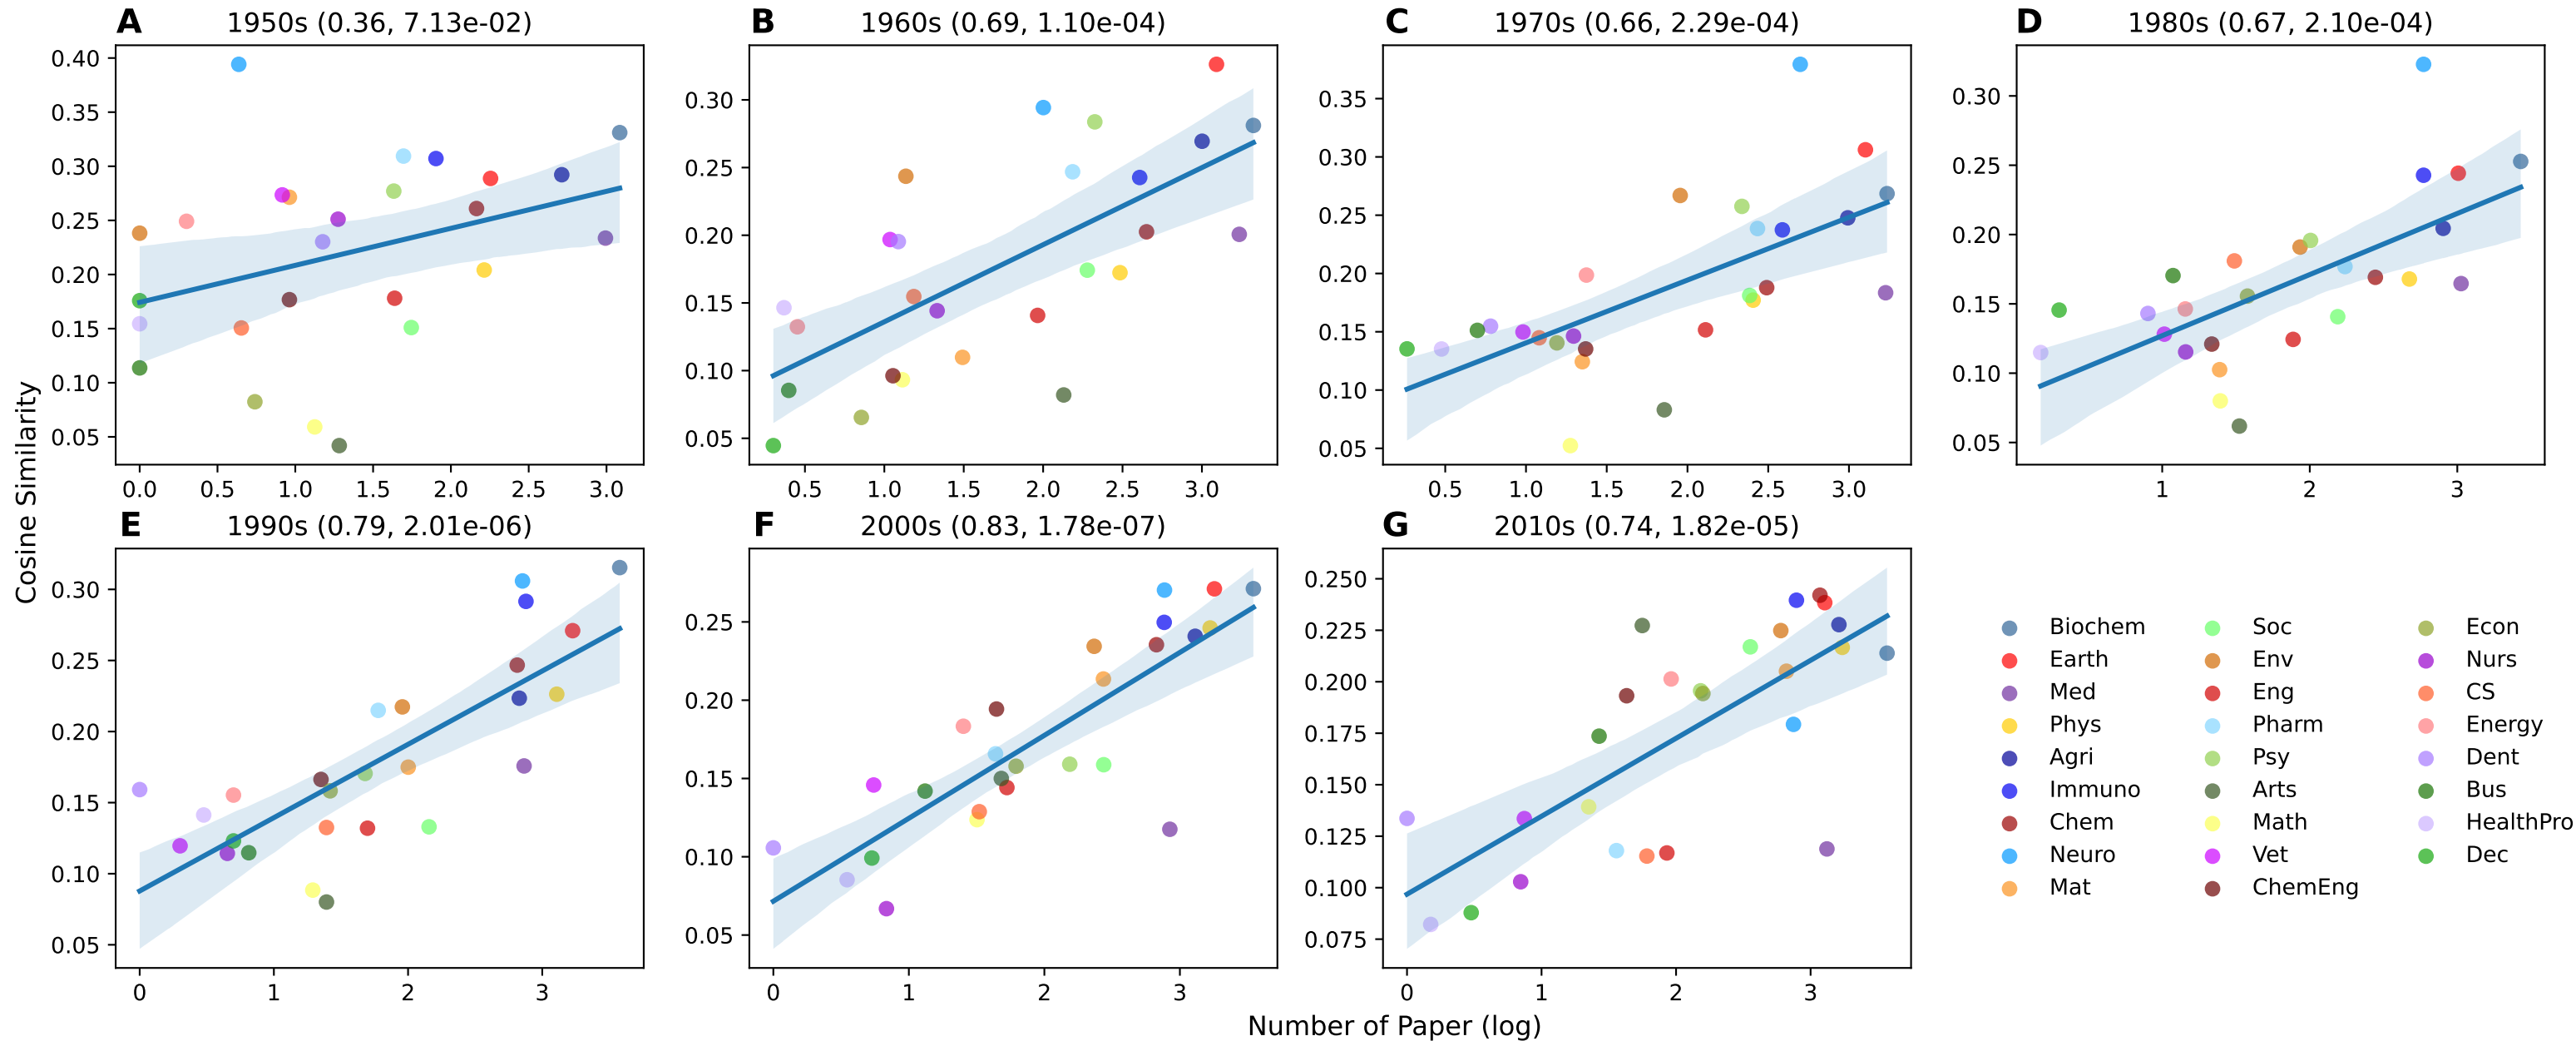 A 1950s (0.36, 7.13e-02)
B 1960s (0.69, 1.10e-04)
C 1970s (0.66, 2.29e-04)
D 1980s (0.67, 2.10e-04)
0.40
0.35
0.30
0.25
0.20
0.15
0.10
0.05
0.30
0.25
0.20
0.15
0.10
0.05
0.35
0.30
0.25
0.20
0.15
0.10
0.05
0.30
0.25
0.20
0.15
0.10
0.05
0.0 0.5 1.0 1.5 2.0 2.5 3.0
0.5 1.0 1.5 2.0 2.5 3.0
0.5 1.0 1.5 2.0 2.5 3.0
1 2 3
Cosine Similarity
E 1990s (0.79, 2.01e-06)
F 2000s (0.83, 1.78e-07)
G 2010s (0.74, 1.82e-05)
0.30
0.25
0.20
0.15
0.10
0.05
0.25
0.20
0.15
0.10
0.05
0.250
0.225
0.200
0.175
0.150
0.125
0.100
0.075
0 1 2 3
0 1 2 3
0 1 2 3
Number of Paper (log)
Biochem
Earth
Med
Phys
Agri
Immuno
Chem
Neuro
Mat
Soc
Env
Eng
Pharm
Psy
Arts
Math
Vet
ChemEng
Econ
Nurs
CS
Energy
Dent
Bus
HealthPro
Dec